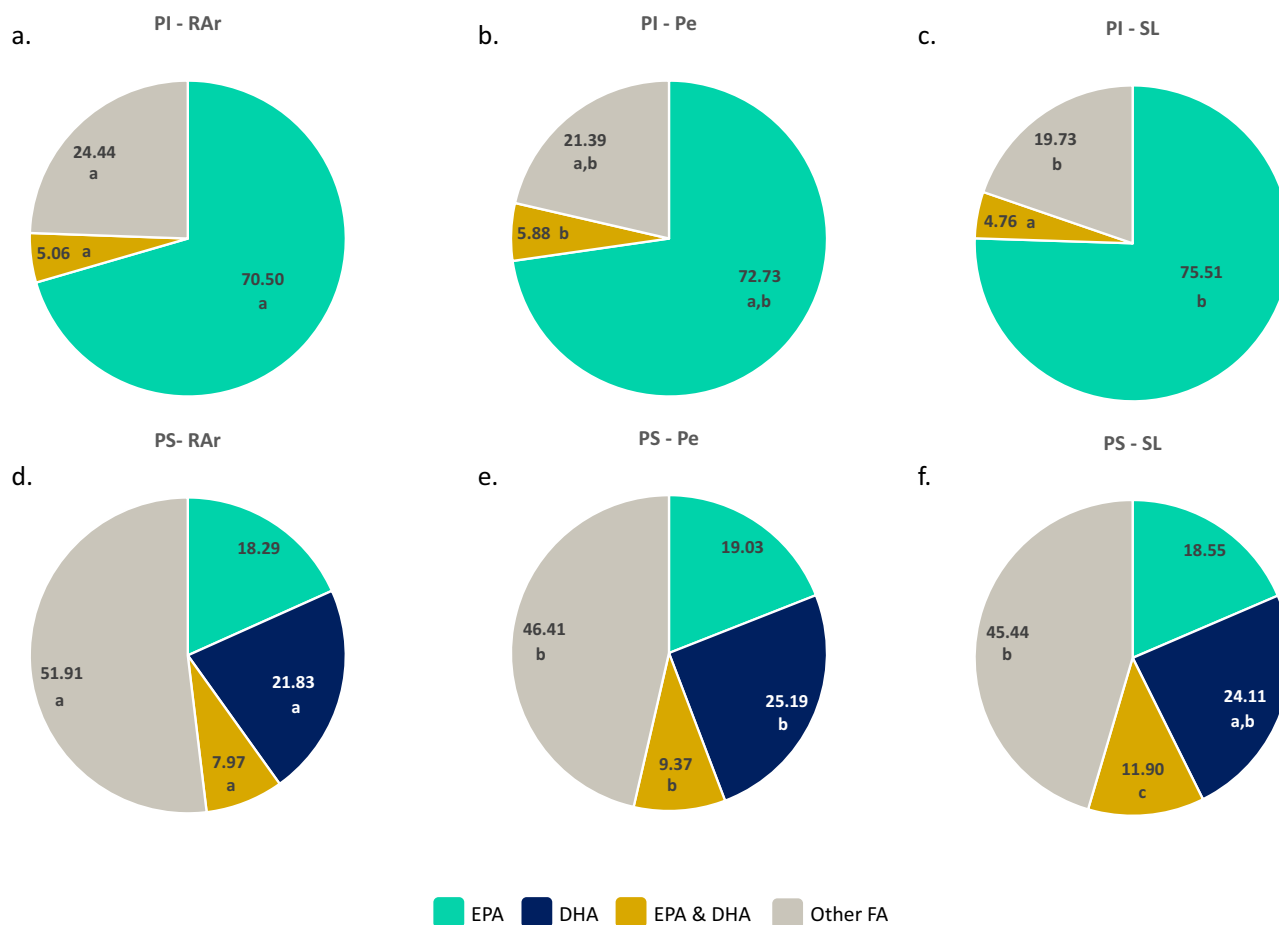 PI - RAr
a.
24.44
a
5.06 a
70.50
a
PI - Pe
b.
21.39
a,b
5.88 b
72.73
a,b
PI - SL
c.
19.73
b
4.76 a
75.51
b
PS- RAr
d.
18.29
51.91
a
21.83
a
7.97
a
PS - Pe
e.
19.03
46.41
b
25.19
b
9.37
b
PS - SL
f.
18.55
45.44
b
24.11
a,b
11.90
c
EPA DHA EPA & DHA Other FA